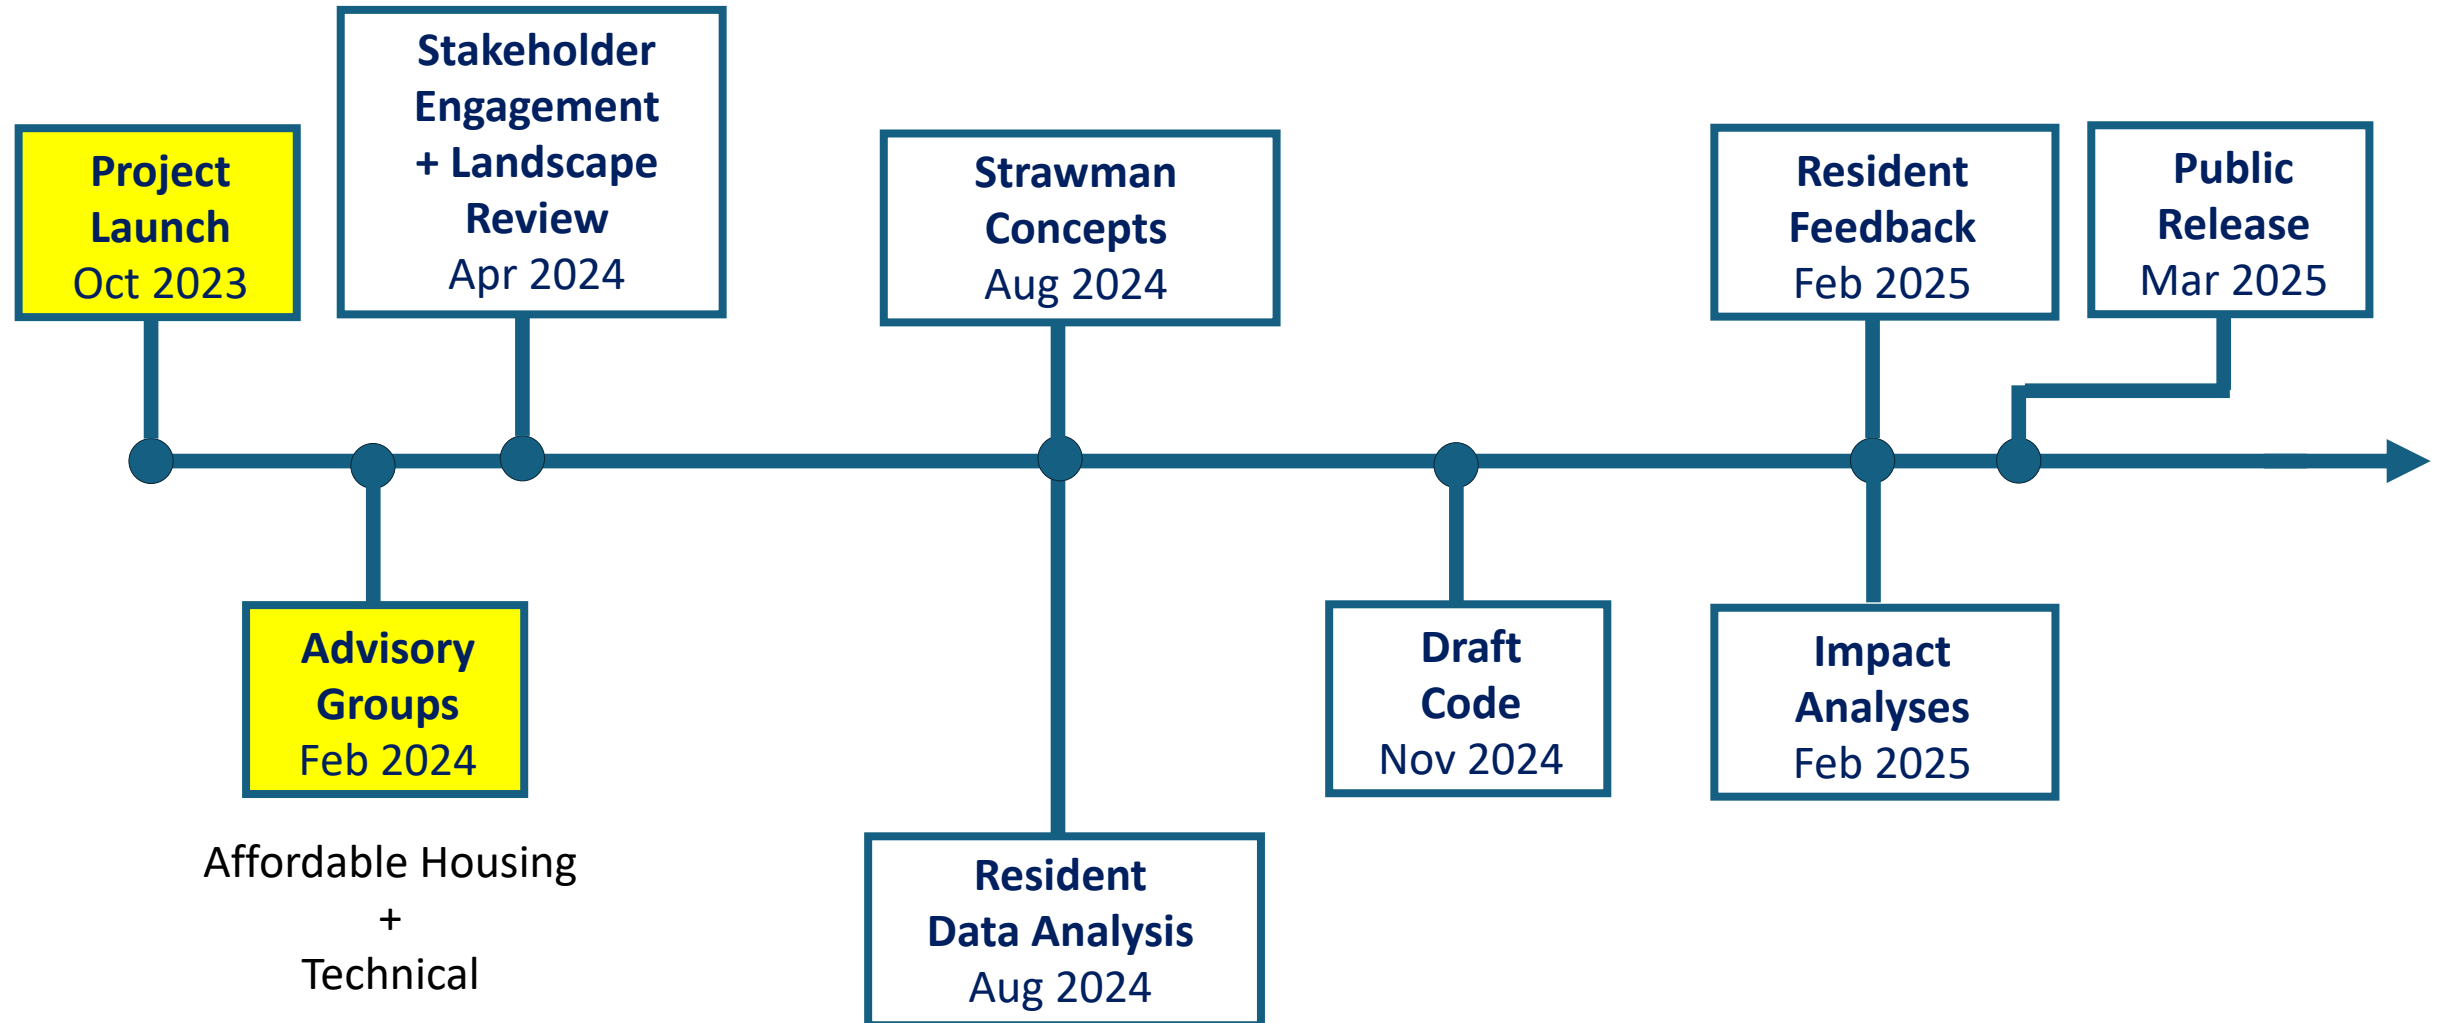 Project
Launch
Oct 2023
Stakeholder
Engagement
+ Landscape
Review
Apr 2024
Strawman
Concepts
Aug 2024
Resident
Feedback
Feb 2025
Public
Release
Mar 2025
Advisory
Groups
Feb 2024
Affordable Housing
+
Technical
Resident
Data Analysis
Aug 2024
Draft
Code
Nov 2024
Impact
Analyses
Feb 2025